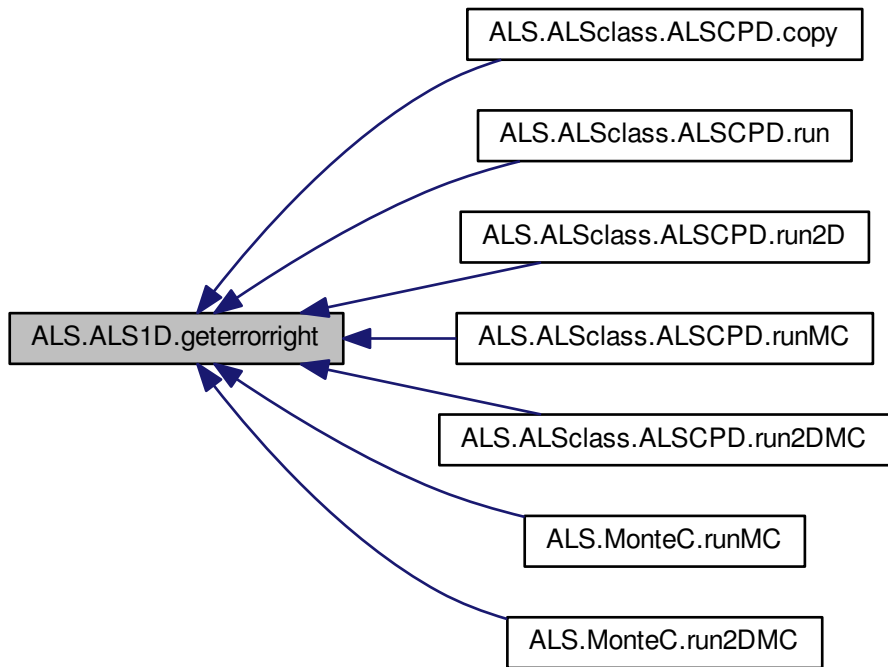 ALS.ALSclass.ALSCPD.copy
ALS.ALSclass.ALSCPD.run
ALS.ALSclass.ALSCPD.run2D
ALS.ALS1D.geterrorright
ALS.ALSclass.ALSCPD.runMC
ALS.ALSclass.ALSCPD.run2DMC
ALS.MonteC.runMC
ALS.MonteC.run2DMC